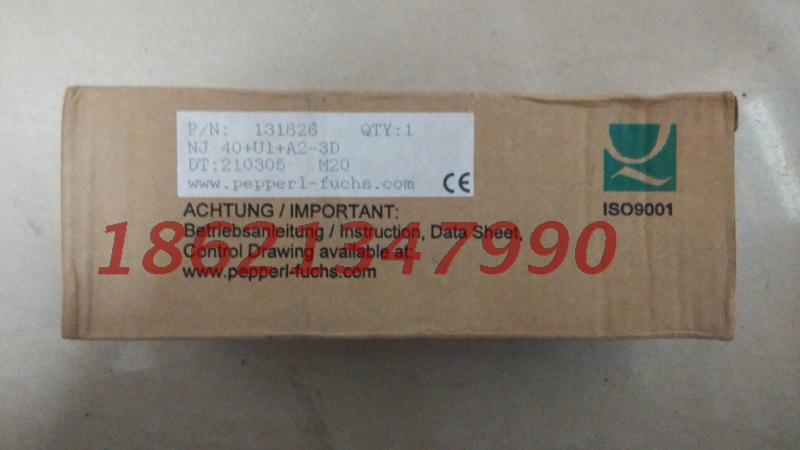 P/N: 131826 QTY:1
NJ 40+U1+A2-3D
DT:210305 M20
www.pepperl-fuchs.com CE
ISO9001
ACHTUNG / IMPORTANT:
Betriebsanleitung / Instruction, Data Sheet,
Control Drawing available at:
www.pepperl-fuchs.com
18621347990